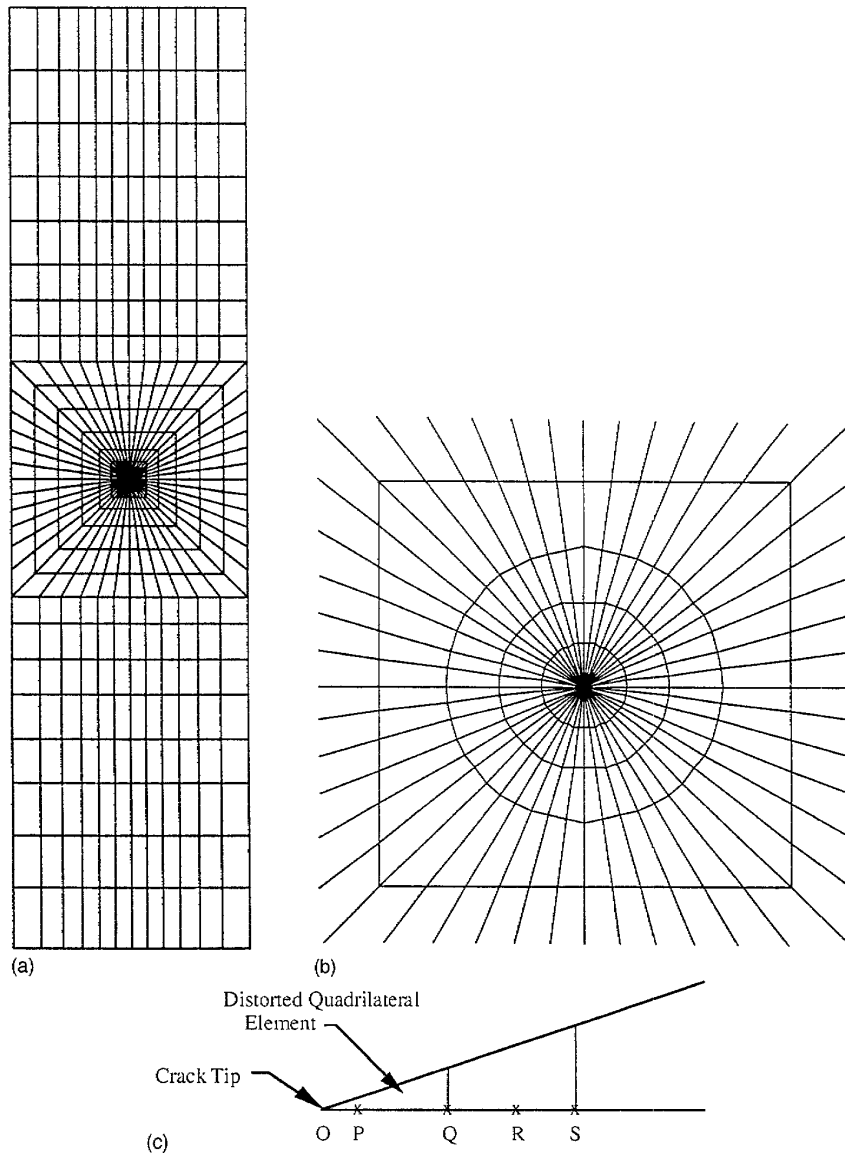 (a)
(b)
Distorted Quadrilateral
Element
Crack Tip
x x x x x
O P Q R S
(c)